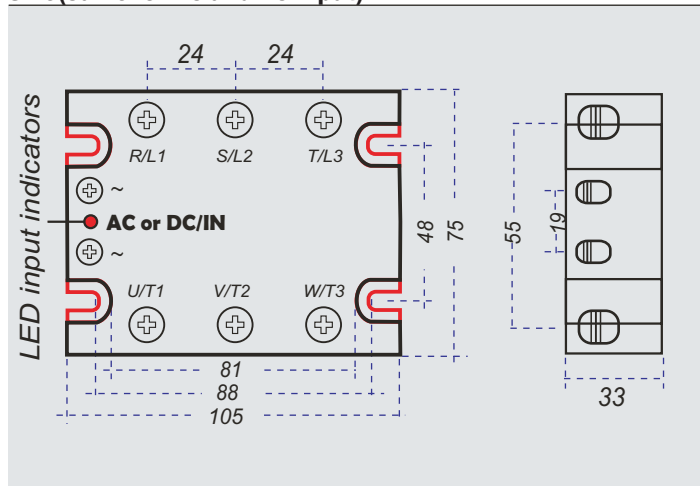 24 24
LED input indicators
R/L1 S/L2 T/L3
~
AC or DC/IN
~
U/T1 V/T2 W/T3
48
75
81
88
105
55
19
33